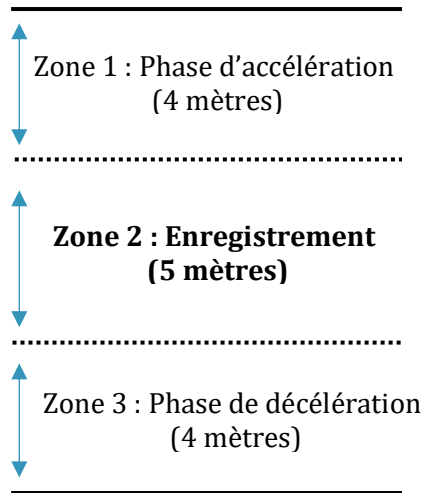 Zone 1 : Phase d’accélération
(4 mètres)
Zone 2 : Enregistrement
(5 mètres)
Zone 3 : Phase de décélération
(4 mètres)